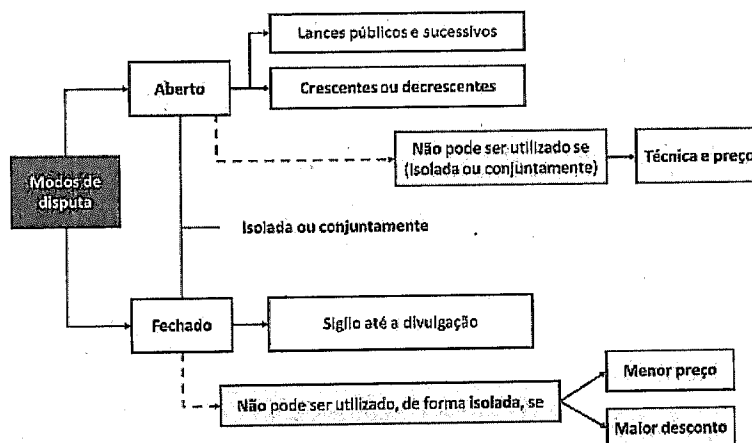 Lances públicos e sucessivos
Aberto
Crescentes ou decrescentes
Não pode ser utilizado se
(Isolada ou conjuntamente)
Técnica e preço
Modos de
disputa
Isolada ou conjuntamente
Fechado
Sigilo até a divulgação
Menor preço
Não pode ser utilizado, de forma isolada, se
Maior desconto